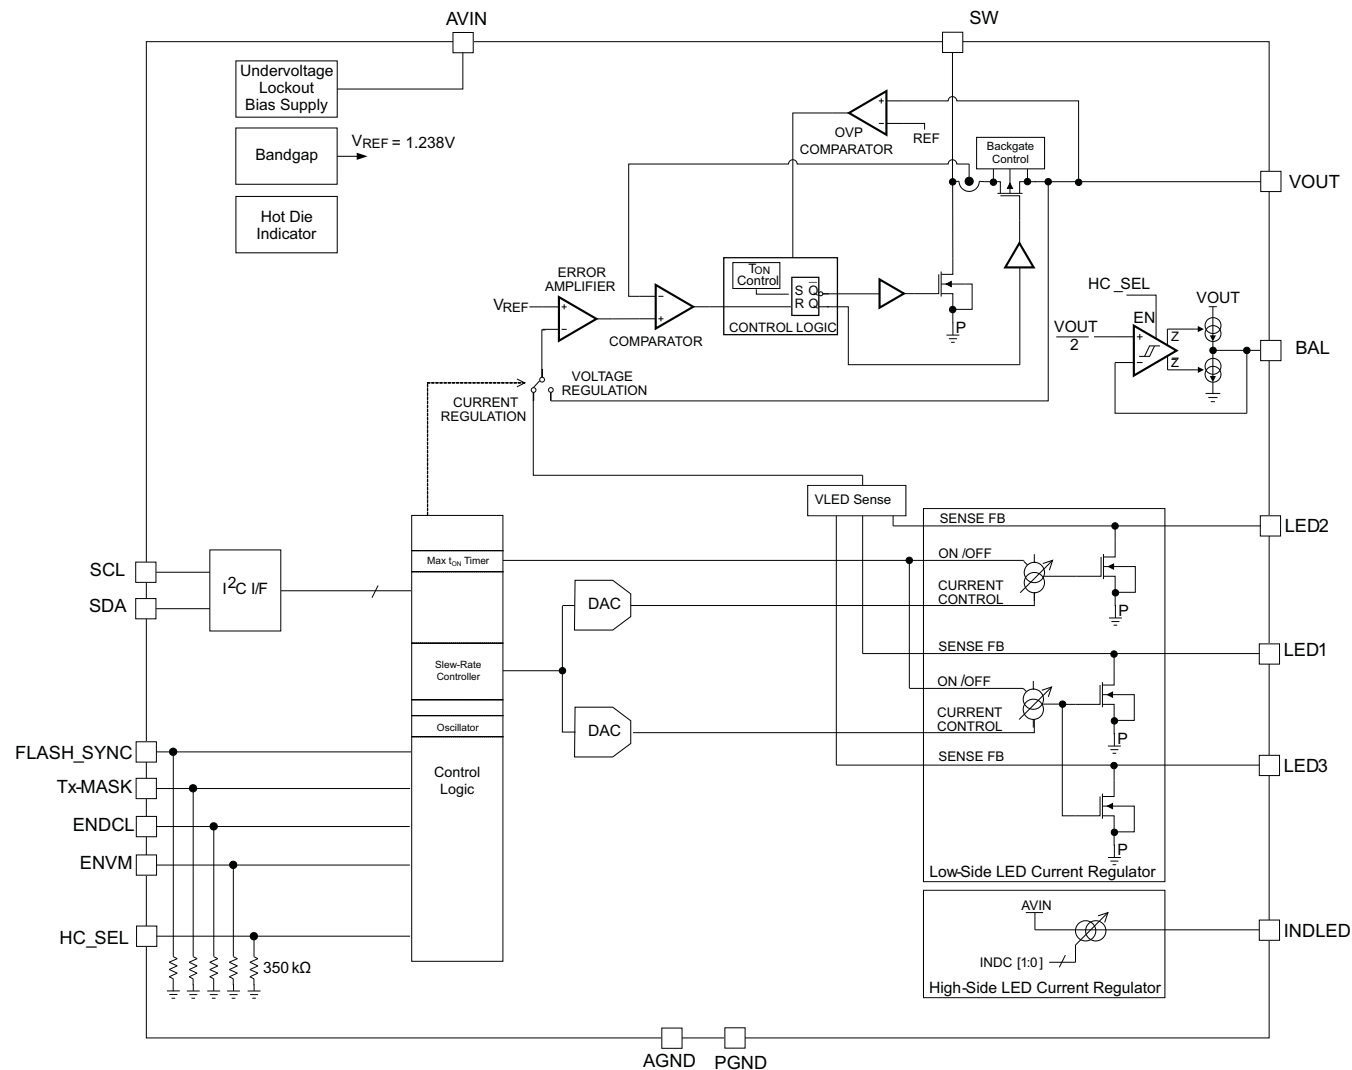 AVIN
SW
Undervoltage
Lockout
Bias Supply
Bandgap
VREF = 1.238V
Hot Die
Indicator
OVP
COMPARATOR
+
−
REF
Backgate
Control
VOUT
ERROR
AMPLIFIER
VREF
+
−
−
+
COMPARATOR
TON
Control
S Q̅
R Q
CONTROL LOGIC
P
HC_SEL
EN
VOUT
2
+
−
Z
Z̅
VOUT
BAL
VOLTAGE
REGULATION
CURRENT
REGULATION
VLED Sense
SCL
SDA
I2C I/F
Max tON Timer
Slew-Rate
Controller
Oscillator
Control
Logic
DAC
DAC
SENSE FB
LED2
ON /OFF
CURRENT
CONTROL
P
SENSE FB
LED1
ON /OFF
CURRENT
CONTROL
P
SENSE FB
LED3
P
Low-Side LED Current Regulator
FLASH_SYNC
Tx-MASK
ENDCL
ENVM
HC_SEL
350 kΩ
AVIN
INDC [1:0]
INDLED
High-Side LED Current Regulator
AGND
PGND